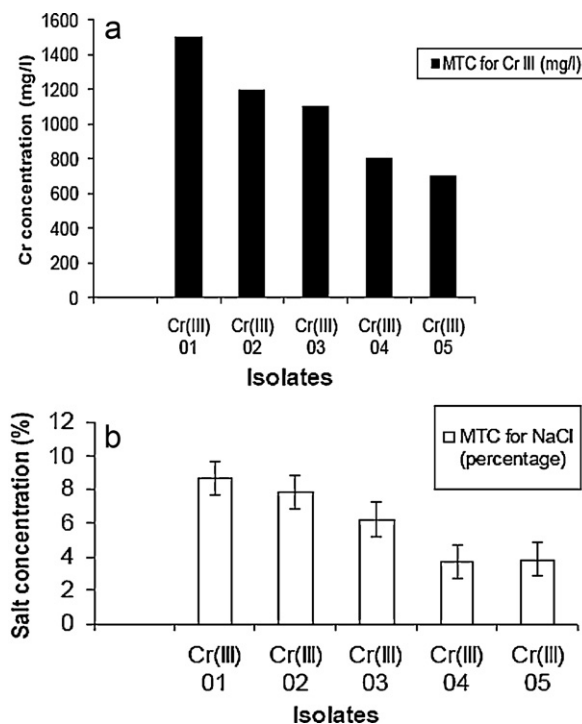 a
1600
1400
1200
1000
800
600
400
200
0
Cr concentration (mg/l)
MTC for Cr III (mg/l)
Cr(III) Cr(III) Cr(III) Cr(III) Cr(III)
01 02 03 04 05
Isolates
b
12
10
8
6
4
2
0
Salt concentration (%)
MTC for NaCl
(percentage)
Cr(III) Cr(III) Cr(III) Cr(III) Cr(III)
01 02 03 04 05
Isolates